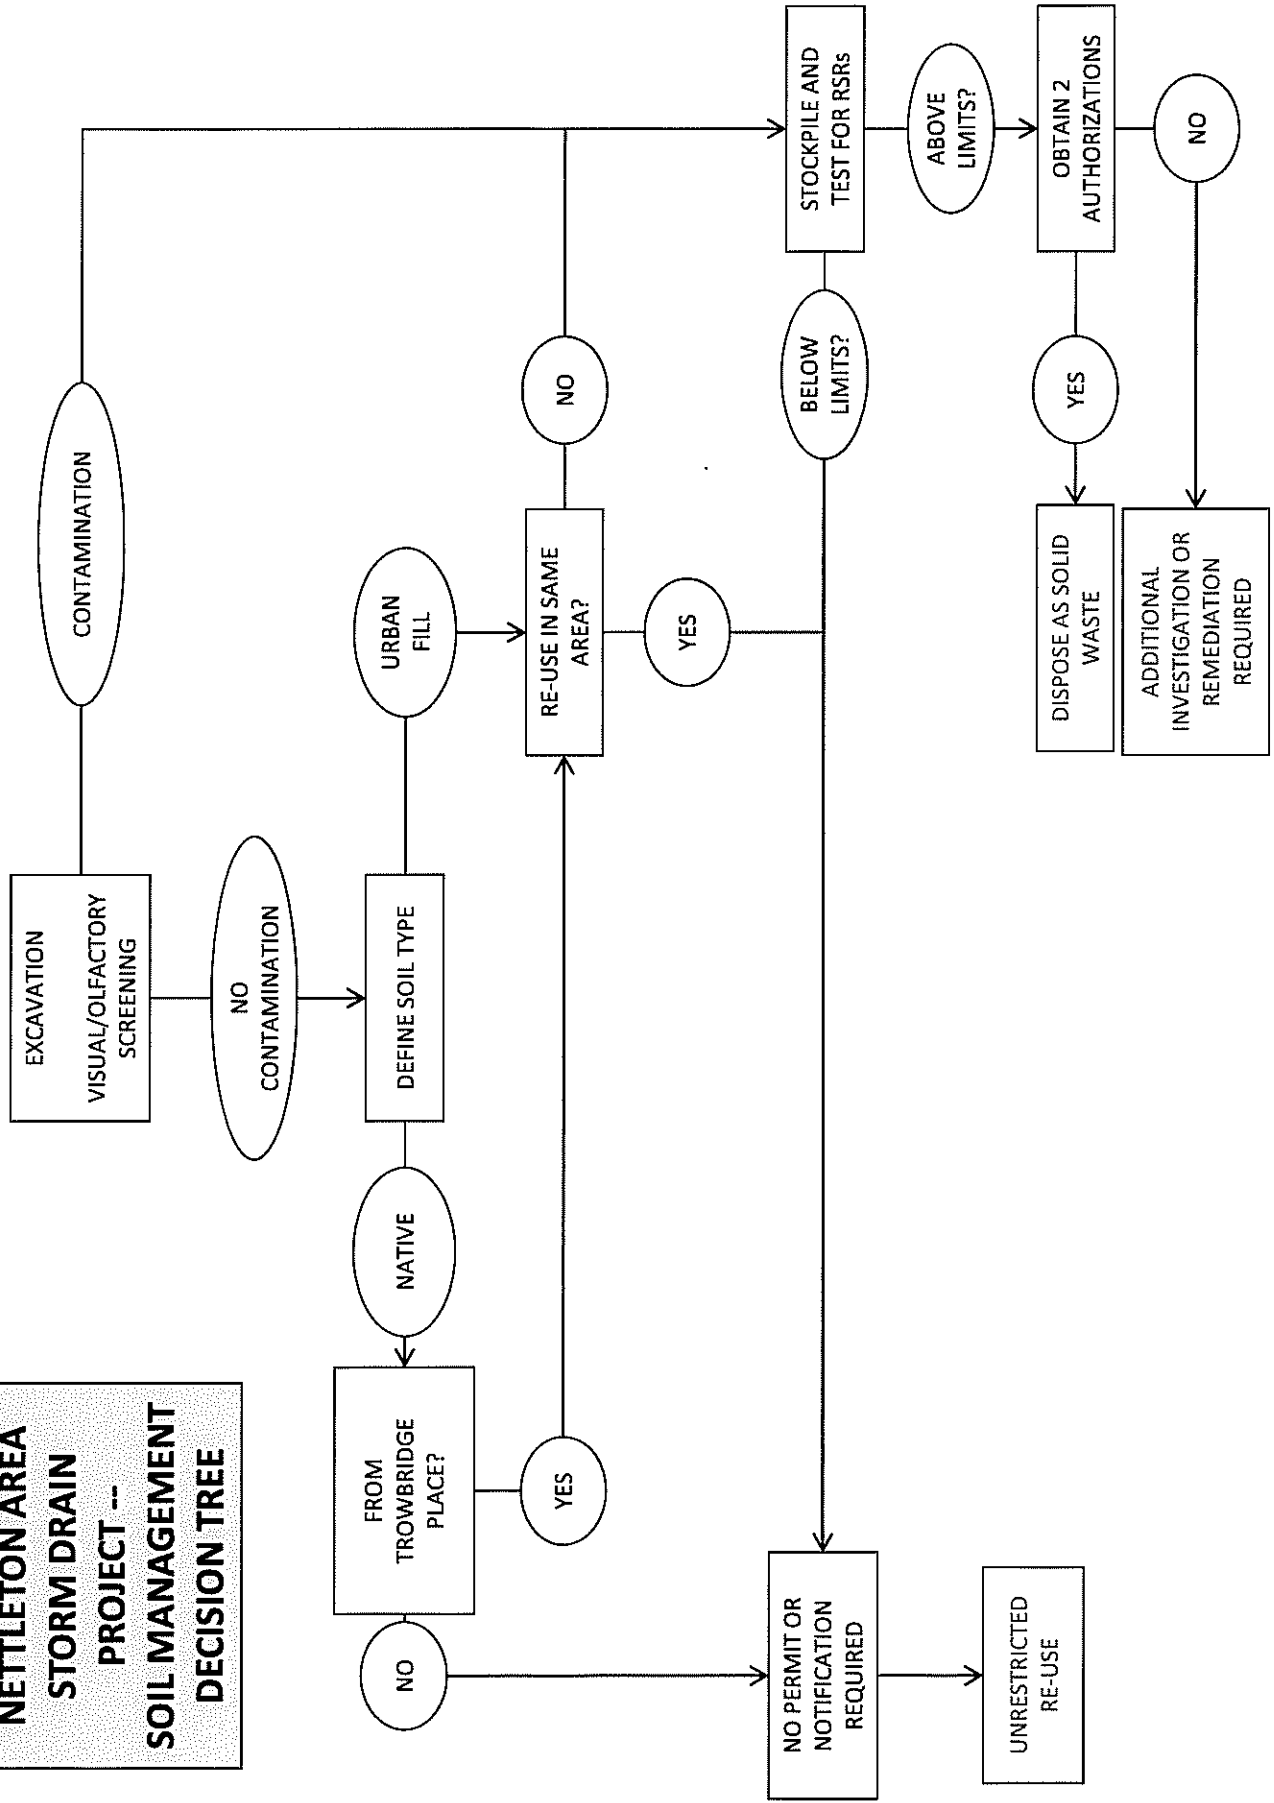 NETTLETON AREA
STORM DRAIN
PROJECT --
SOIL MANAGEMENT
DECISION TREE
EXCAVATION
VISUAL/OLFACTORY
SCREENING
CONTAMINATION
NO
CONTAMINATION
DEFINE SOIL TYPE
NATIVE
URBAN
FILL
FROM
TROWBRIDGE
PLACE?
NO
YES
RE-USE IN SAME
AREA?
NO
YES
NO PERMIT OR
NOTIFICATION
REQUIRED
BELOW
LIMITS?
STOCKPILE AND
TEST FOR RSRs
ABOVE
LIMITS?
UNRESTRICTED
RE-USE
DISPOSE AS SOLID
WASTE
YES
OBTAIN 2
AUTHORIZATIONS
ADDITIONAL
INVESTIGATION OR
REMEDIATION
REQUIRED
NO